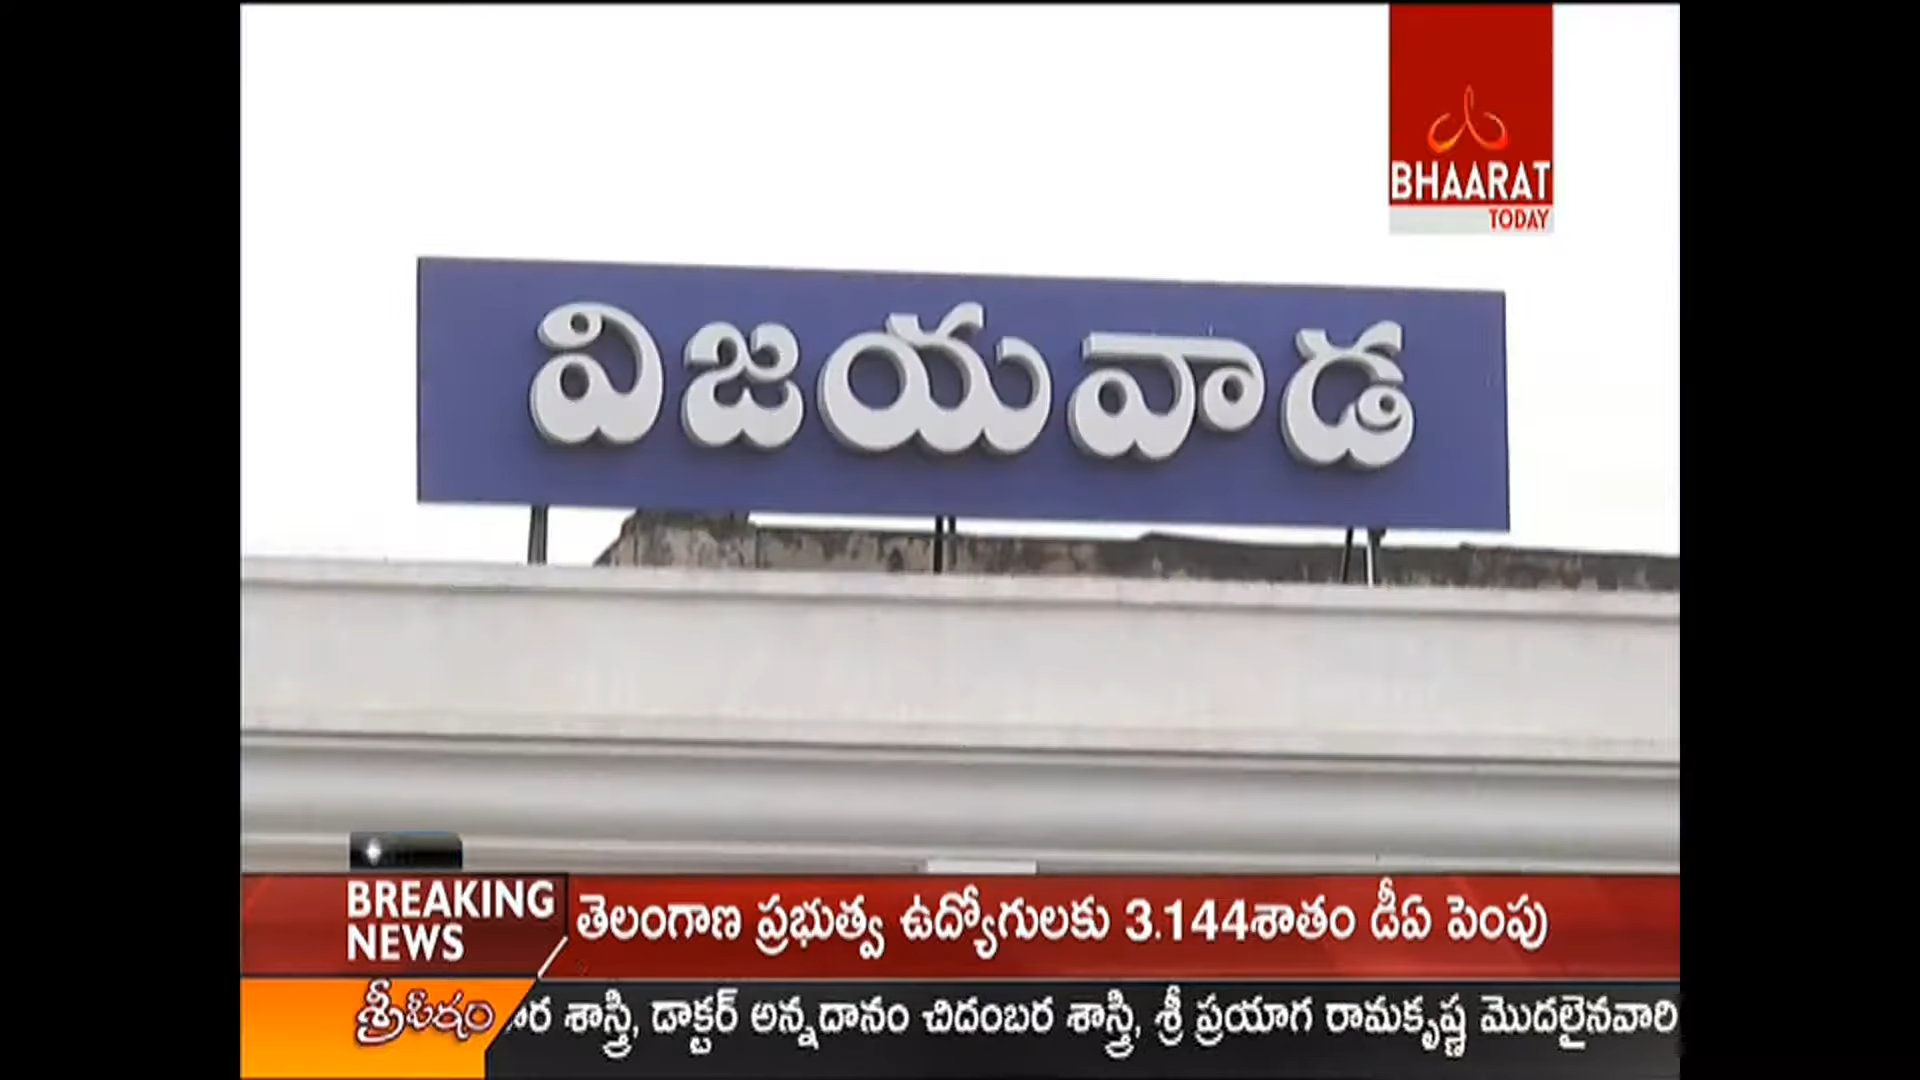 BHAARAT
TODAY
విజయవాడ
BREAKING
NEWS
తెలంగాణ ప్రభుత్వ ఉద్యోగులకు 3.144శాతం డీఏ పెంపు
శ్రీపీఠం
శాస్త్రి, డాక్టర్ అన్నదానం చిదంబర శాస్త్రి, శ్రీ ప్రయాగ రామకృష్ణ మొదలైనవారి